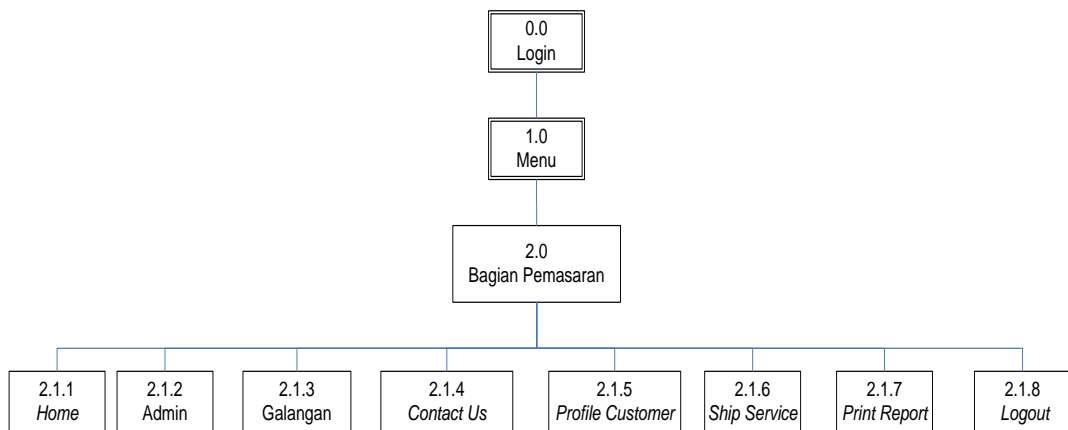 0.0
Login
1.0
Menu
2.0
Bagian Pemasaran
2.1.1
Home
2.1.2
Admin
2.1.3
Galangan
2.1.4
Contact Us
2.1.5
Profile Customer
2.1.6
Ship Service
2.1.7
Print Report
2.1.8
Logout